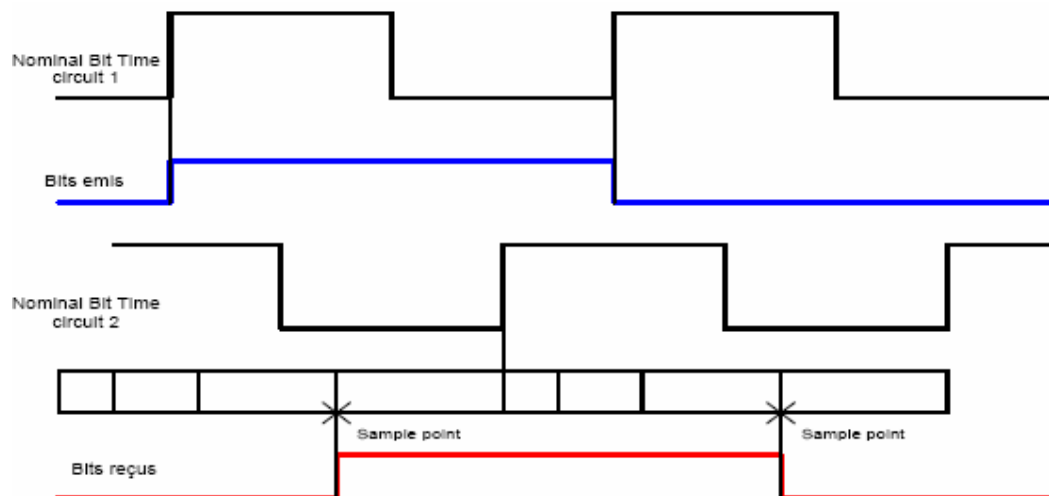 Nominal Bit Time
circuit 1
Bits emis
Nominal Bit Time
circuit 2
Sample point
Sample point
Bits reçus